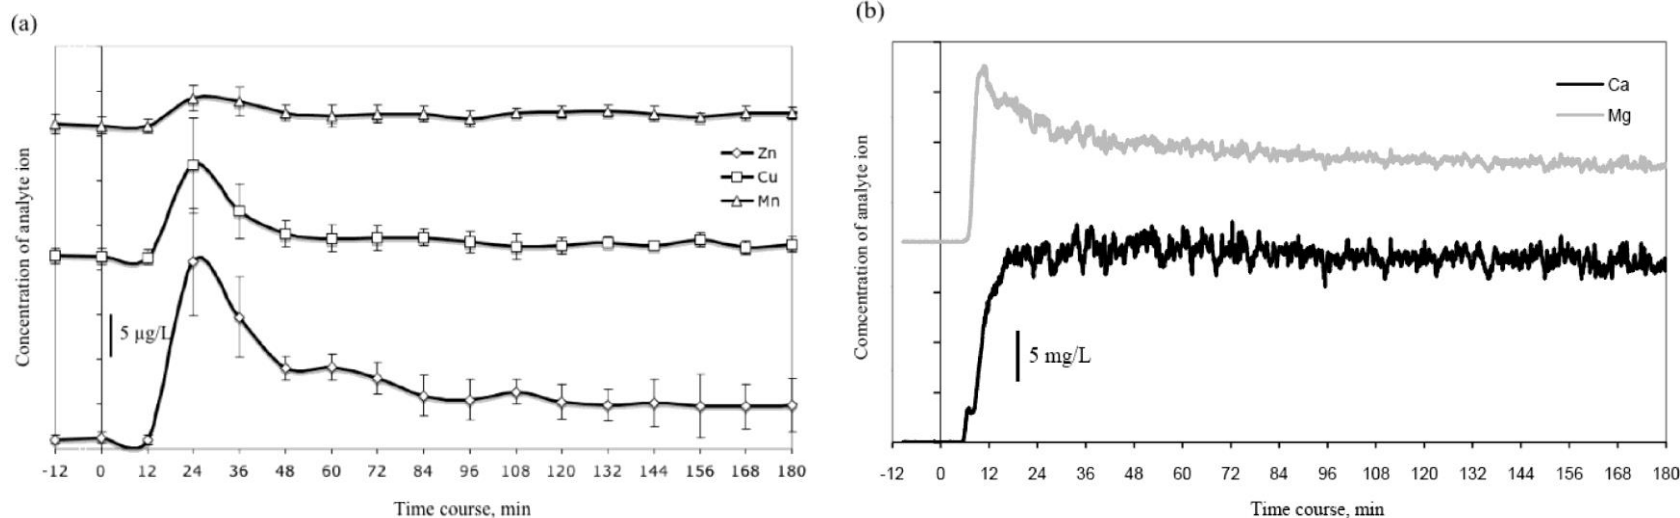 (a)
Concentration of analyte ion
Zn
Cu
Mn
5 µg/L
-12 0 12 24 36 48 60 72 84 96 108 120 132 144 156 168 180
Time course, min
(b)
Comcentration of analyte ion
Ca
Mg
5 mg/L
-12 0 12 24 36 48 60 72 84 96 108 120 132 144 156 168 180
Time course, min